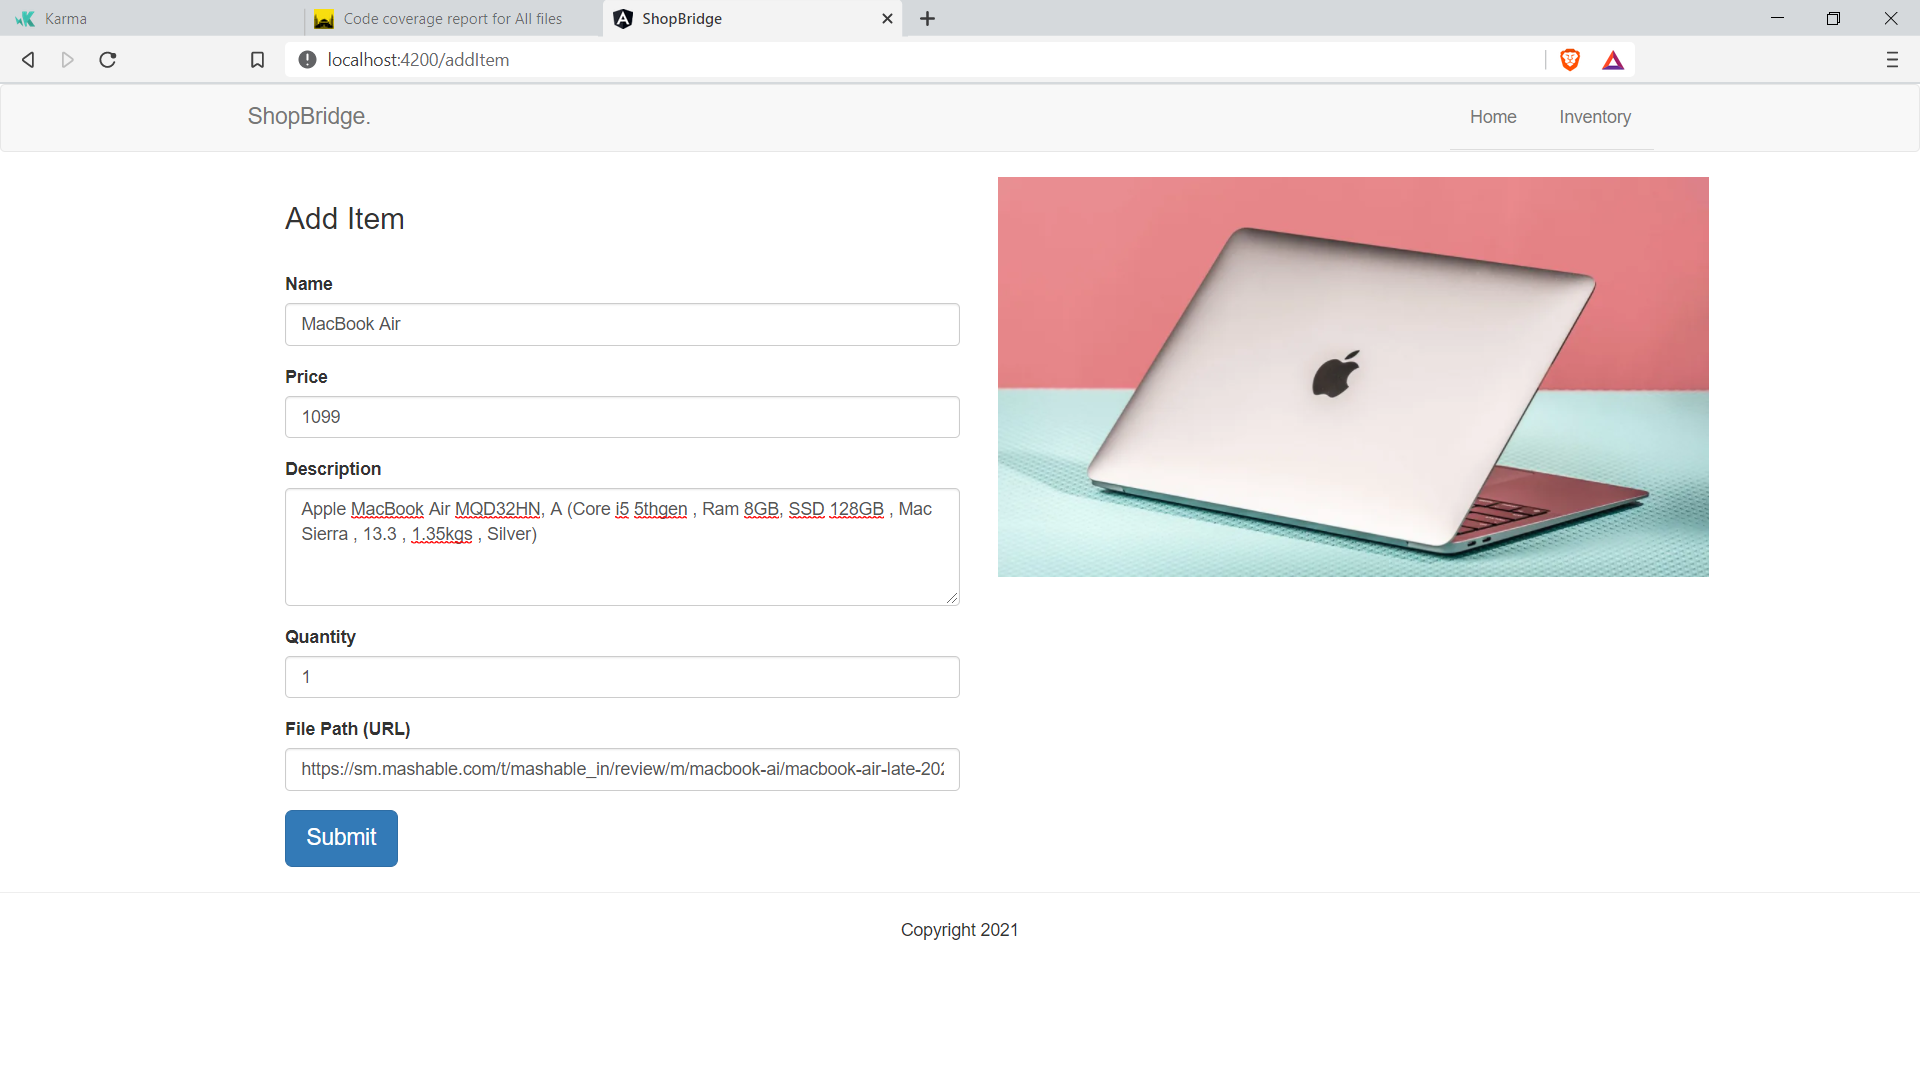 Karma
Code coverage report for All files
ShopBridge
localhost:4200/addItem
ShopBridge.
Home
Inventory
Add Item
Name
MacBook Air
Price
1099
Description
Apple MacBook Air MQD32HN, A (Core i5 5thgen , Ram 8GB, SSD 128GB , Mac
Sierra , 13.3 , 1.35kgs , Silver)
Quantity
1
File Path (URL)
https://sm.mashable.com/t/mashable_in/review/m/macbook-ai/macbook-air-late-202
Submit
Copyright 2021